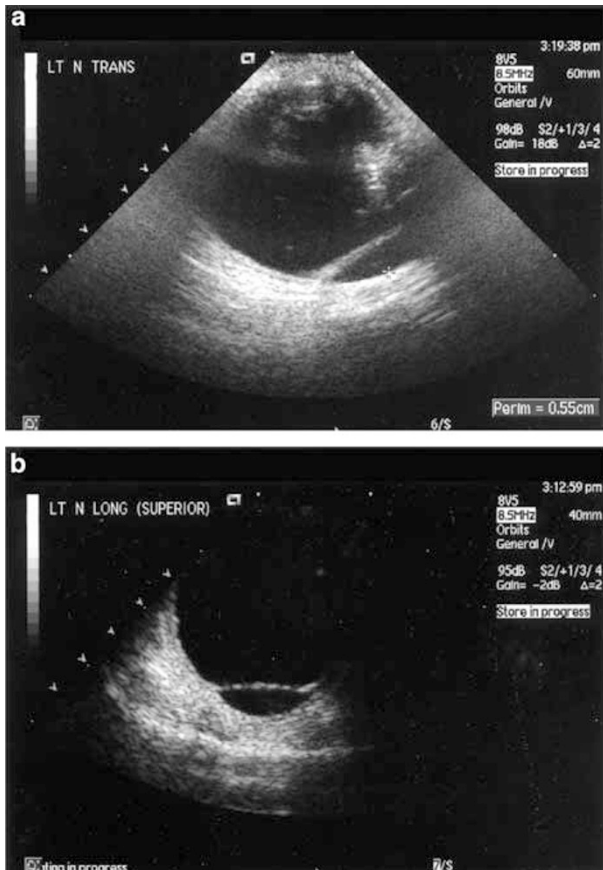 a
3:19:38 pm
LT N TRANS
8V5
8.5MHz 60mm
Orbits
General /V
98dB S2/+1/3/ 4
Gain= 18dB Δ=2
Store in progress
Perim = 0.55cm
6/S
b
3:12:59 pm
LT N LONG (SUPERIOR)
8V5
8.5MHz 40mm
Orbits
General /V
95dB S2/+1/3/ 4
Gain= -2dB Δ=2
Store in progress
in progress
7/S